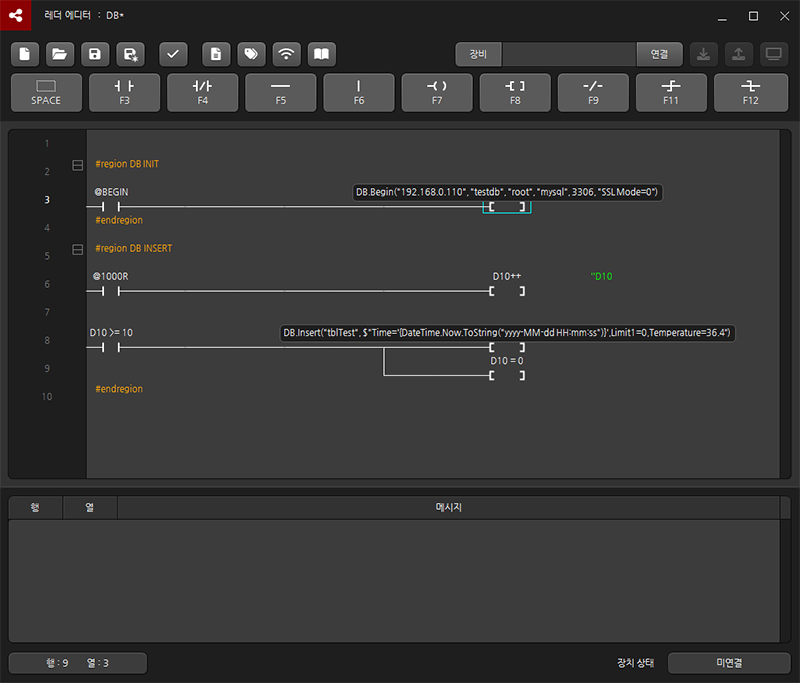 레더 에디터 : DB*
장비
연결
SPACE
F3
F4
F5
F6
F7
F8
F9
F11
F12
1
2
#region DB INIT
3
@BEGIN
DB.Begin("192.168.0.110", "testdb", "root", "mysql", 3306, "SSL Mode=0")
4
#endregion
5
#region DB INSERT
6
@1000R
D10++
"D10
7
8
D10 >= 10
DB.Insert("tblTest", $"Time='{DateTime.Now.ToString("yyyy-MM-dd HH:mm:ss")}',Limit1=0,Temperature=36.4")
9
D10 = 0
10
#endregion
행
열
메시지
행 : 9 열 : 3
장치 상태
미연결